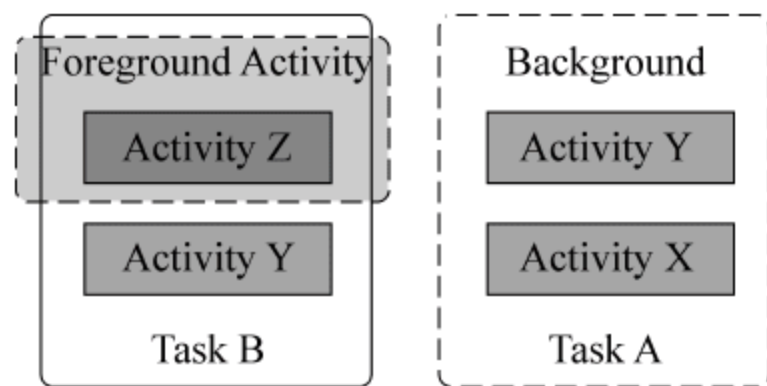 Foreground Activity
Activity Z
Activity Y
Task B
Background
Activity Y
Activity X
Task A